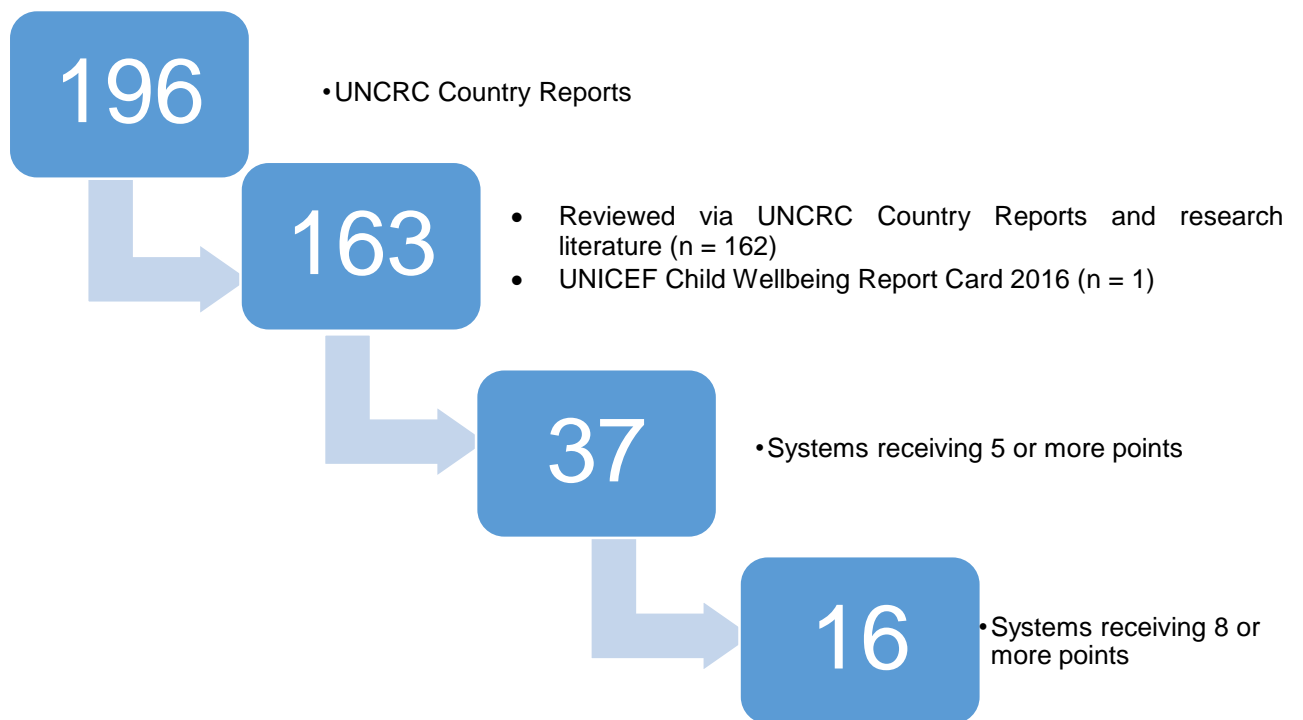 196
•UNCRC Country Reports
163
• Reviewed via UNCRC Country Reports and research
literature (n = 162)
• UNICEF Child Wellbeing Report Card 2016 (n = 1)
37
•Systems receiving 5 or more points
16
•Systems receiving 8 or
more points